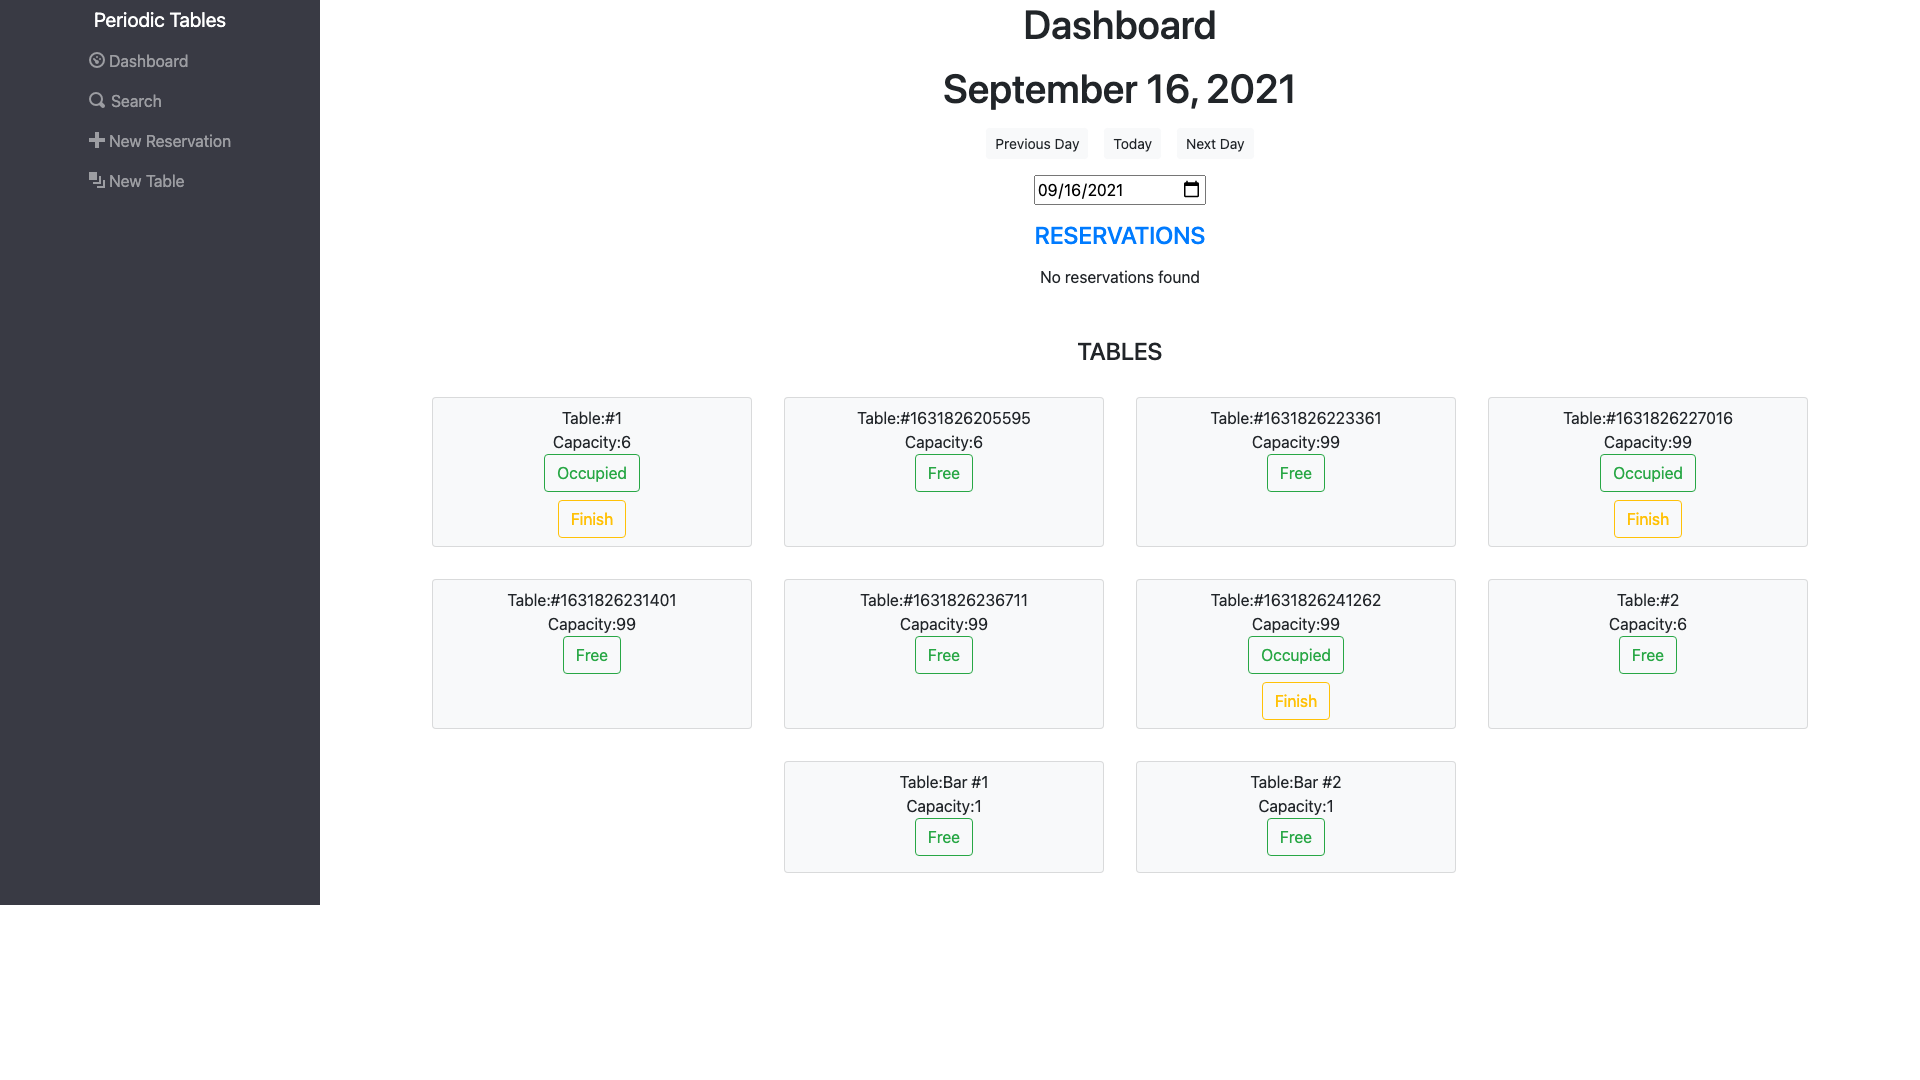 Periodic Tables
Dashboard
Search
New Reservation
New Table
Dashboard
September 16, 2021
Previous Day Today Next Day
09/16/2021
RESERVATIONS
No reservations found
TABLES
Table:#1
Capacity:6
Occupied
Finish
Table:#1631826205595
Capacity:6
Free
Table:#1631826223361
Capacity:99
Free
Table:#1631826227016
Capacity:99
Occupied
Finish
Table:#1631826231401
Capacity:99
Free
Table:#1631826236711
Capacity:99
Free
Table:#1631826241262
Capacity:99
Occupied
Finish
Table:#2
Capacity:6
Free
Table:Bar #1
Capacity:1
Free
Table:Bar #2
Capacity:1
Free